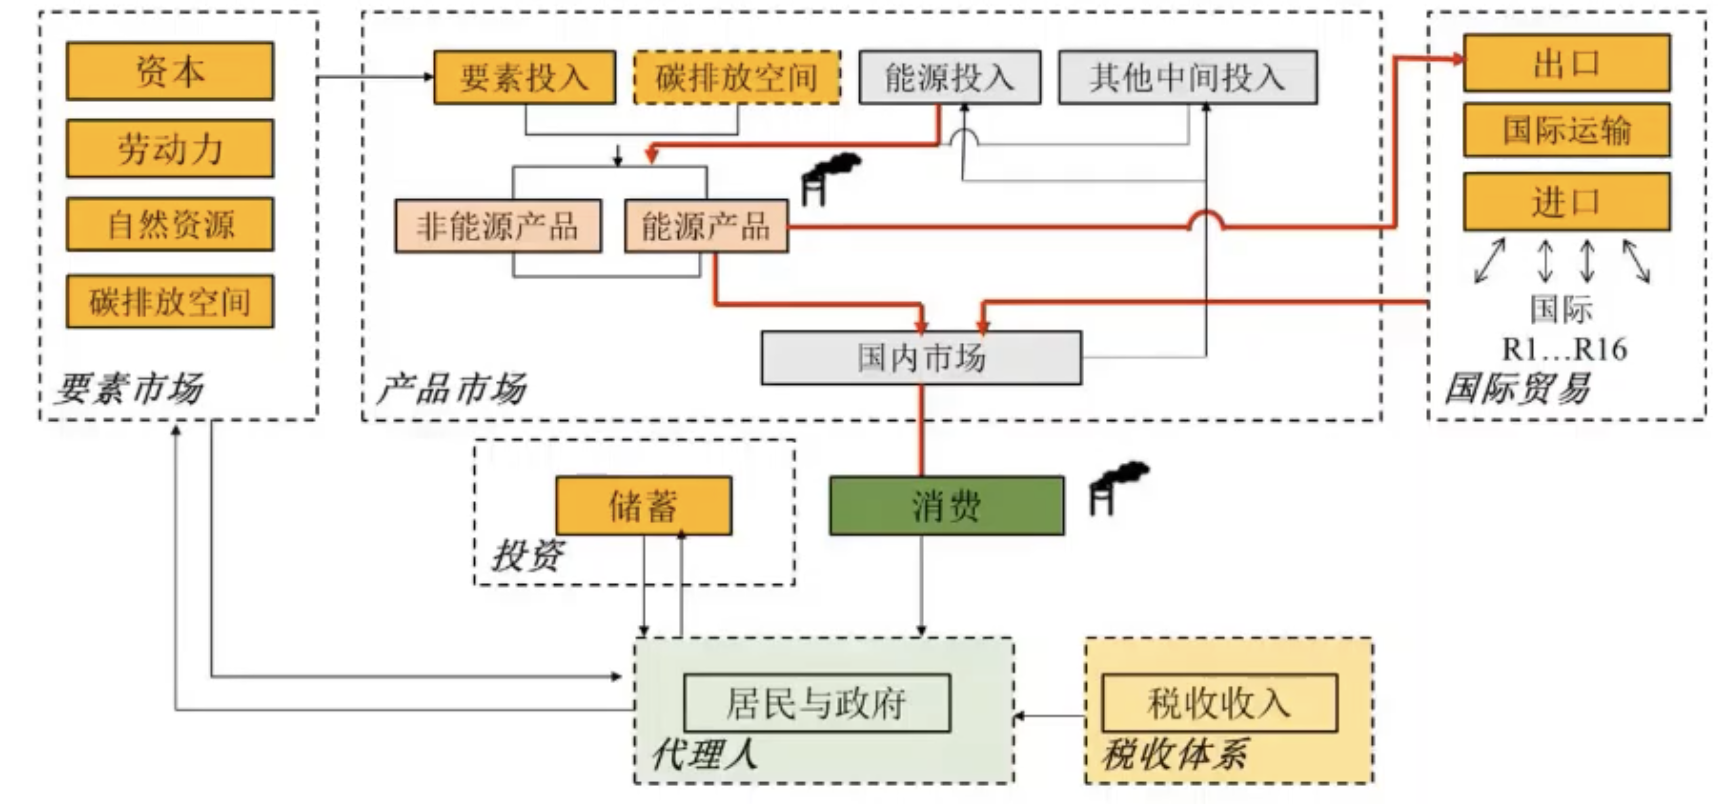 资本
劳动力
自然资源
碳排放空间
要素市场
要素投入
碳排放空间
能源投入
其他中间投入
非能源产品
能源产品
国内市场
产品市场
出口
国际运输
进口
国际
R1...R16
国际贸易
储蓄
投资
消费
居民与政府
代理人
税收收入
税收体系